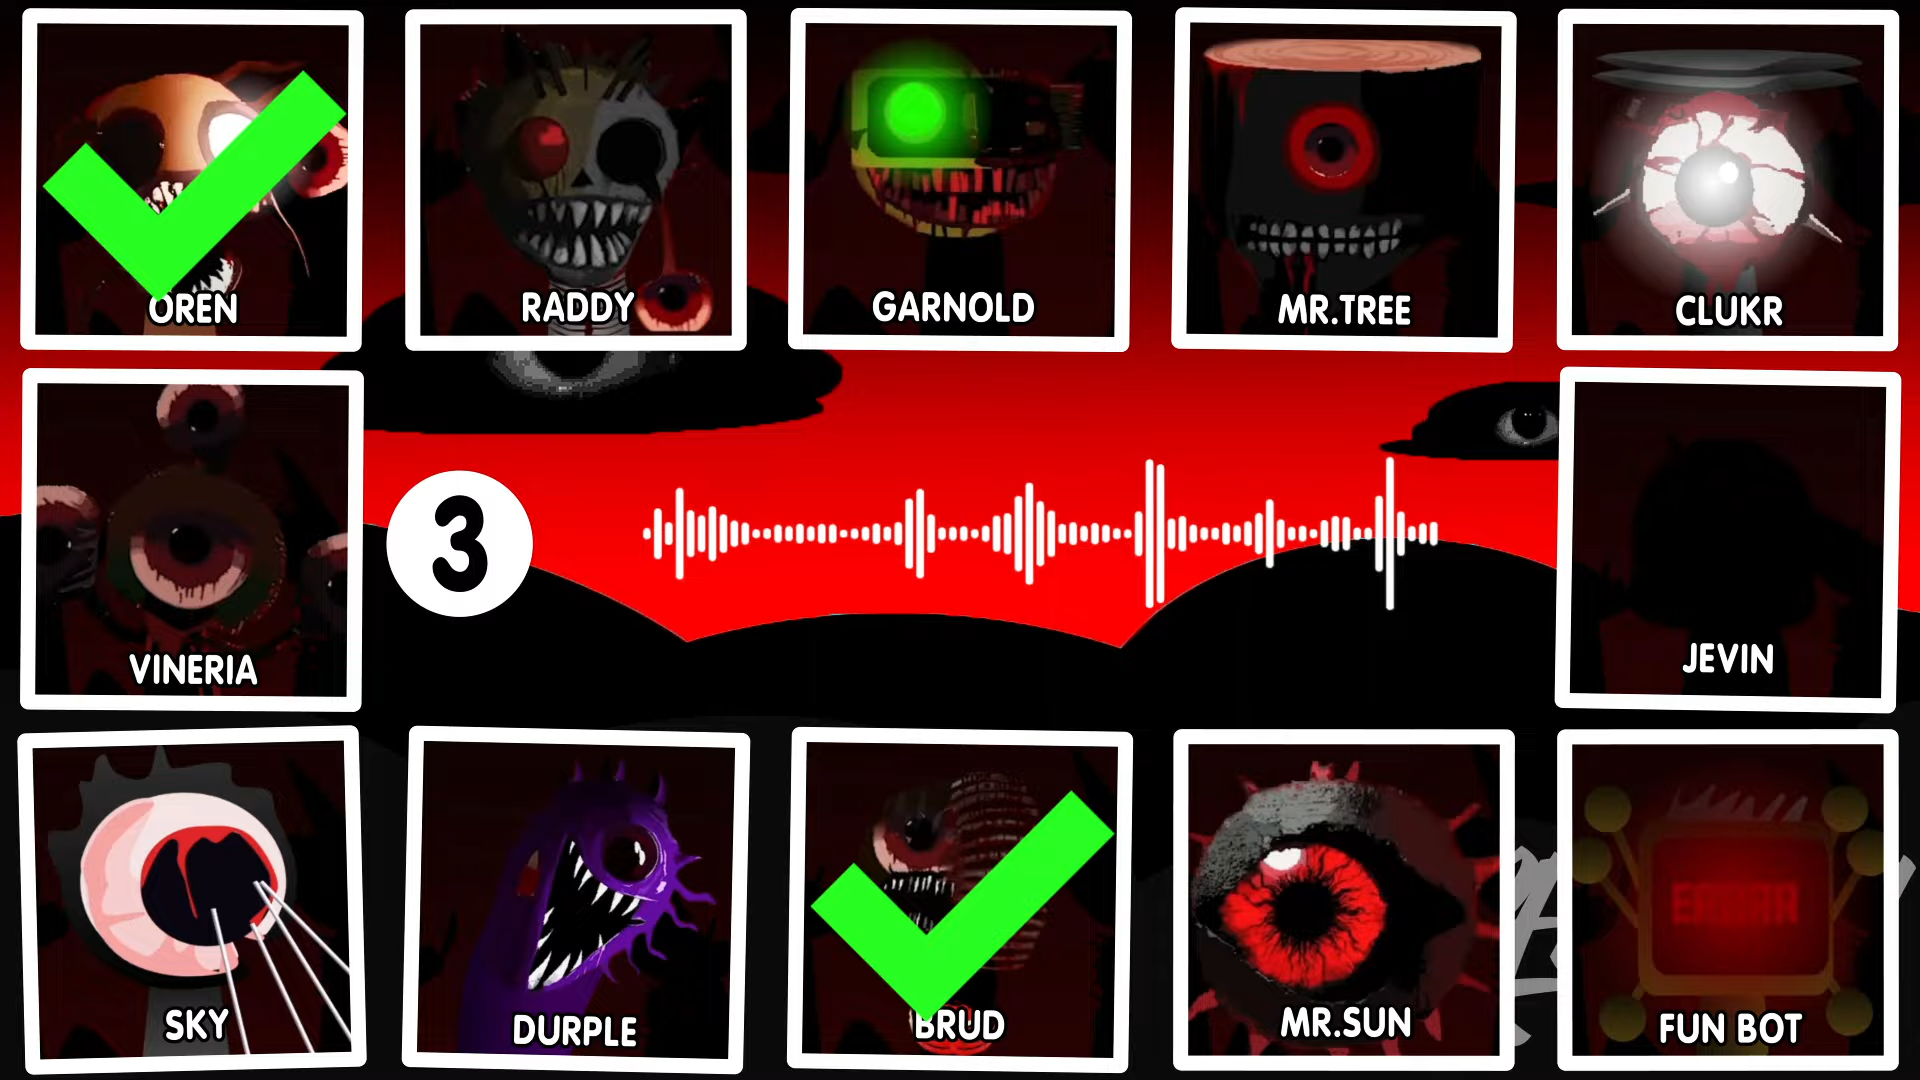 OREN
RADDY
GARNOLD
MR.TREE
CLUKR
VINERIA
3
JEVIN
SKY
DURPLE
BRUD
MR.SUN
FUN BOT